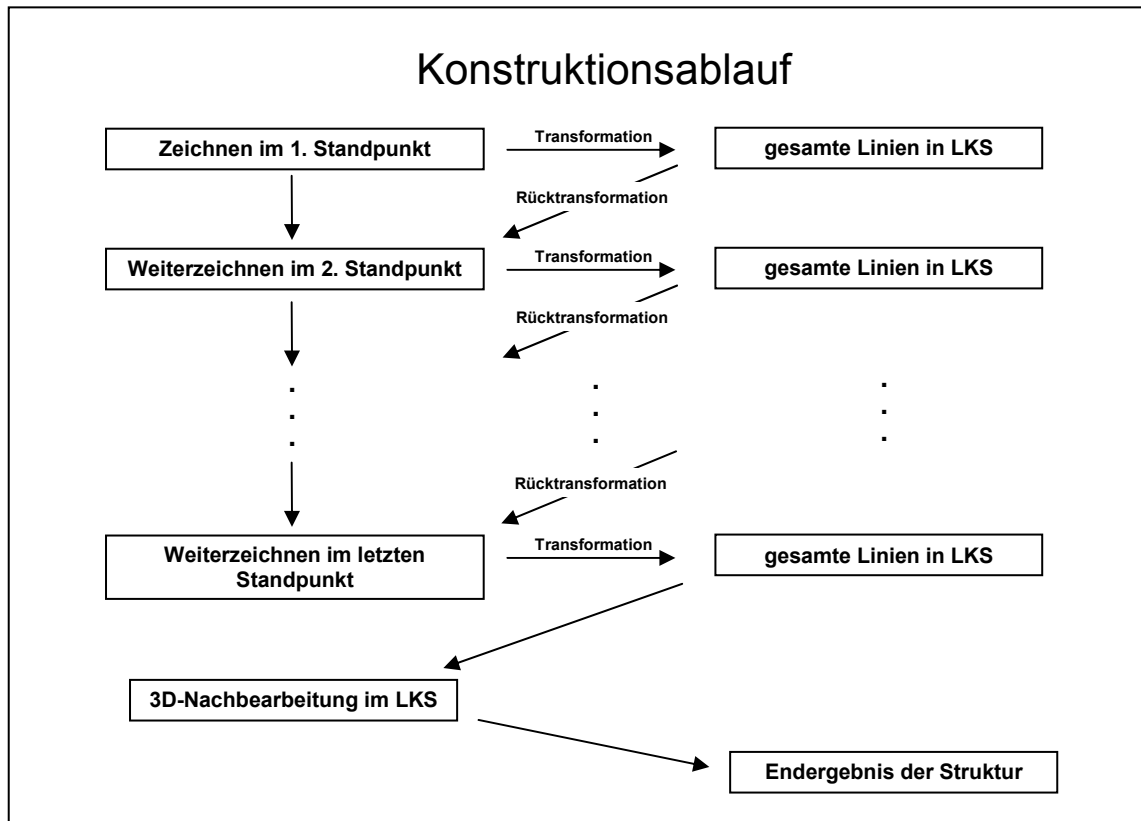 Konstruktionsablauf
Zeichnen im 1. Standpunkt
Transformation
gesamte Linien in LKS
Rücktransformation
Weiterzeichnen im 2. Standpunkt
Transformation
gesamte Linien in LKS
Rücktransformation
Rücktransformation
Weiterzeichnen im letzten
Standpunkt
Transformation
gesamte Linien in LKS
3D-Nachbearbeitung im LKS
Endergebnis der Struktur